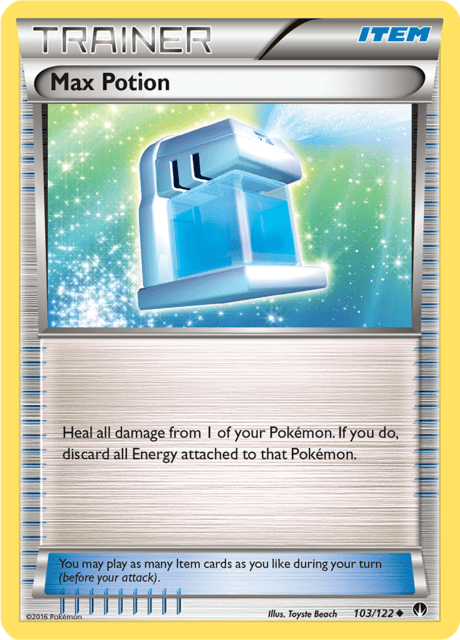 TRAINER
ITEM
Max Potion
Heal all damage from 1 of your Pokémon. If you do,
discard all Energy attached to that Pokémon.
You may play as many Item cards as you like during your turn
(before your attack).
©2016 Pokémon
Illus. Toyste Beach
103/122